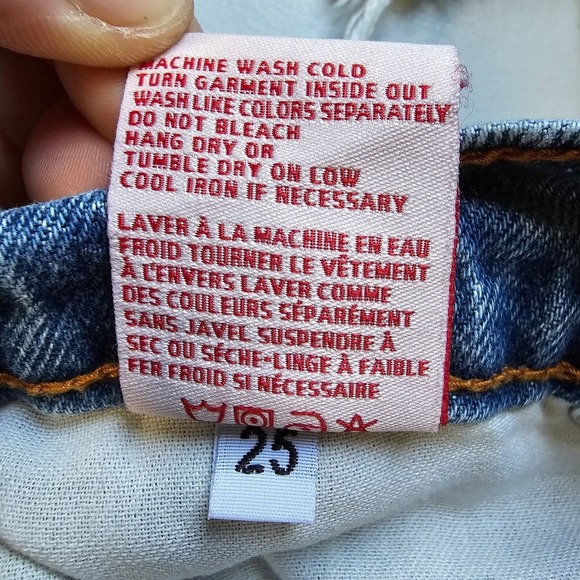 MACHINE WASH COLD
TURN GARMENT INSIDE OUT
WASH LIKE COLORS SEPARATELY
DO NOT BLEACH
HANG DRY OR
TUMBLE DRY ON LOW
COOL IRON IF NECESSARY
LAVER À LA MACHINE EN EAU
FROID TOURNER LE VÊTEMENT
À L'ENVERS LAVER COMME
DES COULEURS SÉPARÉMENT
SANS JAVEL SUSPENDRE À
SEC OU SÈCHE-LINGE À FAIBLE
FER FROID SI NÉCESSAIRE
25